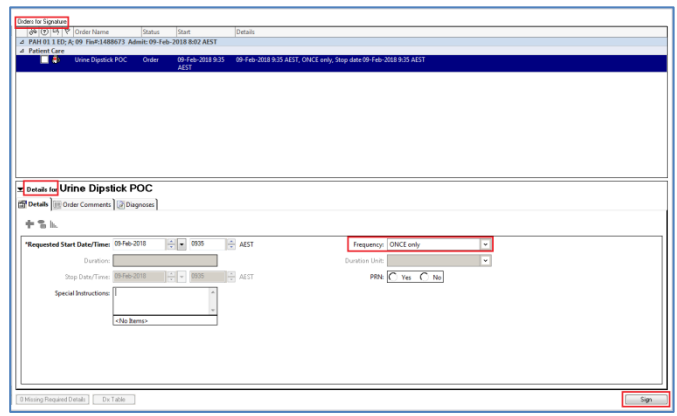 Orders for Signature
Order Name Status Start Details
PAH 01 1 ED; A; 09 Fin#:1488673 Admit: 09-Feb-2018 8:02 AEST
Patient Care
Urine Dipstick POC Order 09-Feb-2018 9:35 AEST 09-Feb-2018 9:35 AEST, ONCE only, Stop date 09-Feb-2018 9:35 AEST
Details for Urine Dipstick POC
Details Order Comments Diagnoses
*Requested Start Date/Time: 09-Feb-2018 0935 AEST Frequency: ONCE only
Duration: Duration Unit:
Stop Date/Time: 09-Feb-2018 0935 AEST PRN: Yes No
Special Instructions:
<No Items>
0 Missing Required Details Dx Table Sign